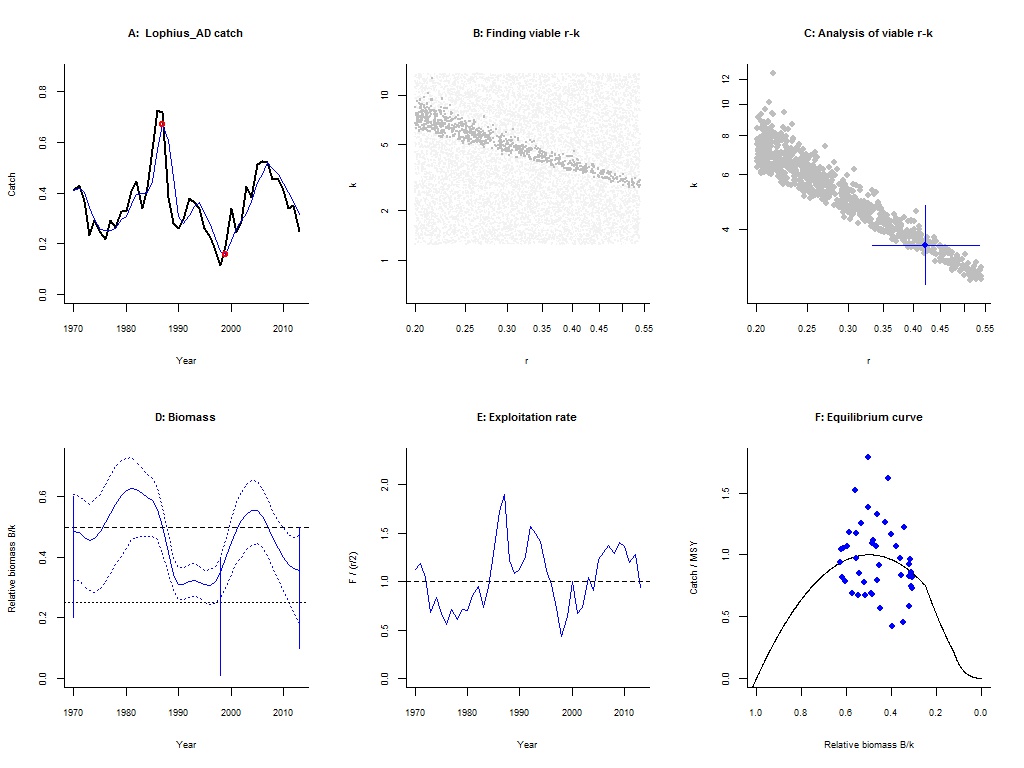 A: Lophius_AD catch
Catch
0.0 0.2 0.4 0.6 0.8
1970 1980 1990 2000 2010
Year
B: Finding viable r-k
k
1 2 5 10
0.20 0.25 0.30 0.35 0.40 0.45 0.55
r
C: Analysis of viable r-k
k
4 6 8 10 12
0.20 0.25 0.30 0.35 0.40 0.45 0.55
r
D: Biomass
Relative biomass B/k
0.0 0.2 0.4 0.6
1970 1980 1990 2000 2010
Year
E: Exploitation rate
F / (r/2)
0.0 0.5 1.0 1.5 2.0
1970 1980 1990 2000 2010
Year
F: Equilibrium curve
Catch / MSY
0.0 0.5 1.0 1.5
1.0 0.8 0.6 0.4 0.2 0.0
Relative biomass B/k